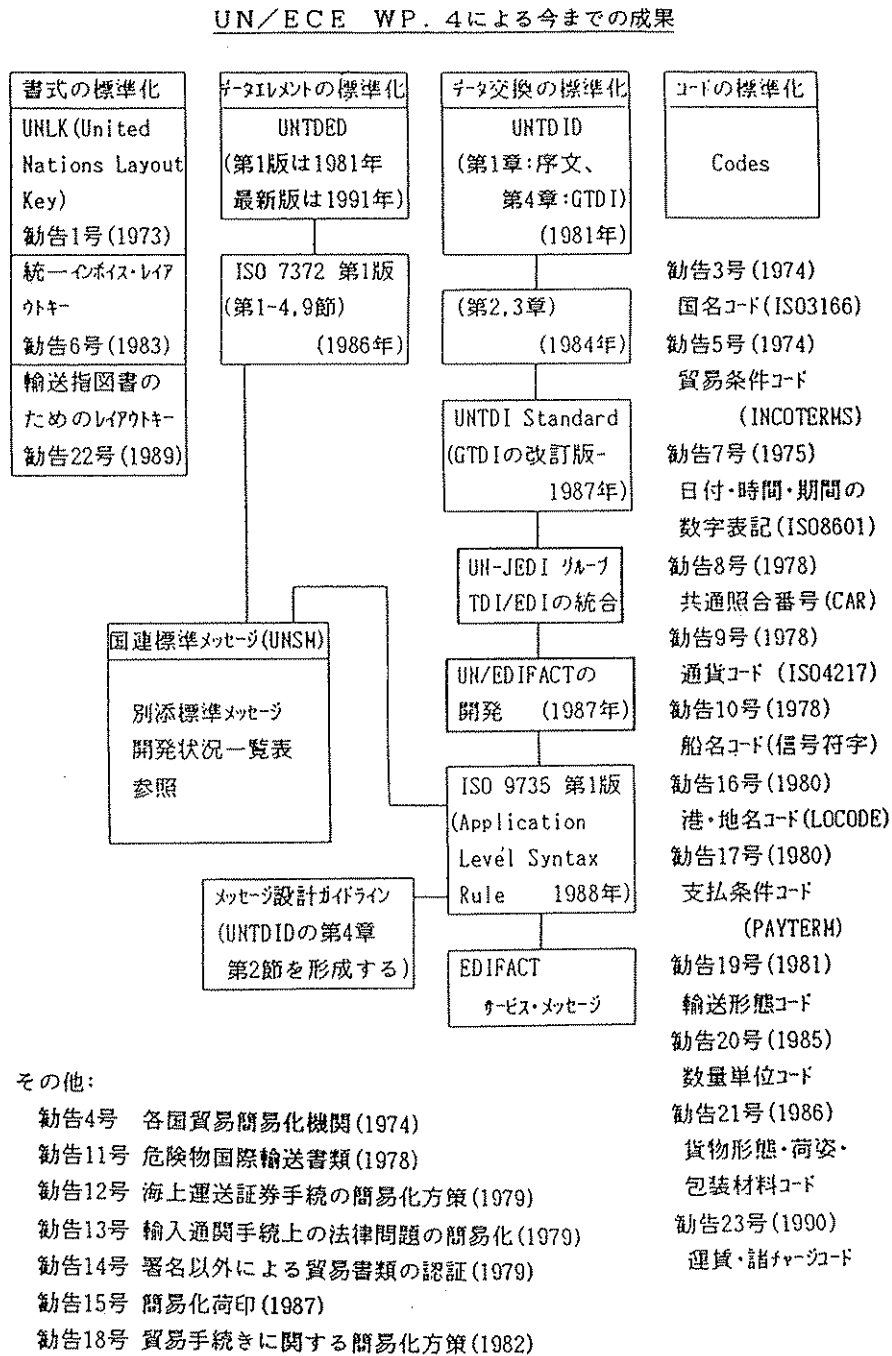 UN/ECE WP.4による今までの成果
書式の標準化
UNLK(United
Nations Layout
Key)
勧告1号(1973)
統一インボイス・レイア
ウトキー
勧告6号(1983)
輸送指図書の
ためのレイアウトキー
勧告22号(1989)
データエレメントの標準化
UNTDED
(第1版は1981年
最新版は1991年)
ISO 7372 第1版
(第1-4,9節)
(1986年)
データ交換の標準化
UNTDID
(第1章:序文、
第4章:GTDI)
(1981年)
(第2,3章)
(1984年)
UNTDI Standard
(GTDIの改訂版-
1987年)
UN-JEDI グループ
TDI/EDIの統合
UN/EDIFACTの
開発 (1987年)
ISO 9735 第1版
(Application
Level Syntax
Rule 1988年)
EDIFACT
サービス・メッセージ
国連標準メッセージ(UNSM)
別添標準メッセージ
開発状況一覧表
参照
メッセージ設計ガイドライン
(UNTDIDの第4章
第2節を形成する)
コードの標準化
Codes
勧告3号(1974)
国名コード(ISO3166)
勧告5号(1974)
貿易条件コード
(INCOTERMS)
勧告7号(1975)
日付・時間・期間の
数字表記(ISO8601)
勧告8号(1978)
共通照合番号(CAR)
勧告9号(1978)
通貨コード (ISO4217)
勧告10号(1978)
船名コード(信号符字)
勧告16号(1980)
港・地名コード(LOCODE)
勧告17号(1980)
支払条件コード
(PAYTERM)
勧告19号(1981)
輸送形態コード
勧告20号(1985)
数量単位コード
勧告21号(1986)
貨物形態・荷姿・
包装材料コード
勧告23号(1990)
運賃・諸チャージコード
その他:
勧告4号 各国貿易簡易化機関(1974)
勧告11号 危険物国際輸送書類(1978)
勧告12号 海上運送証券手続の簡易化方策(1979)
勧告13号 輸入通関手続上の法律問題の簡易化(1979)
勧告14号 署名以外による貿易書類の認証(1979)
勧告15号 簡易化荷印(1987)
勧告18号 貿易手続きに関する簡易化方策(1982)